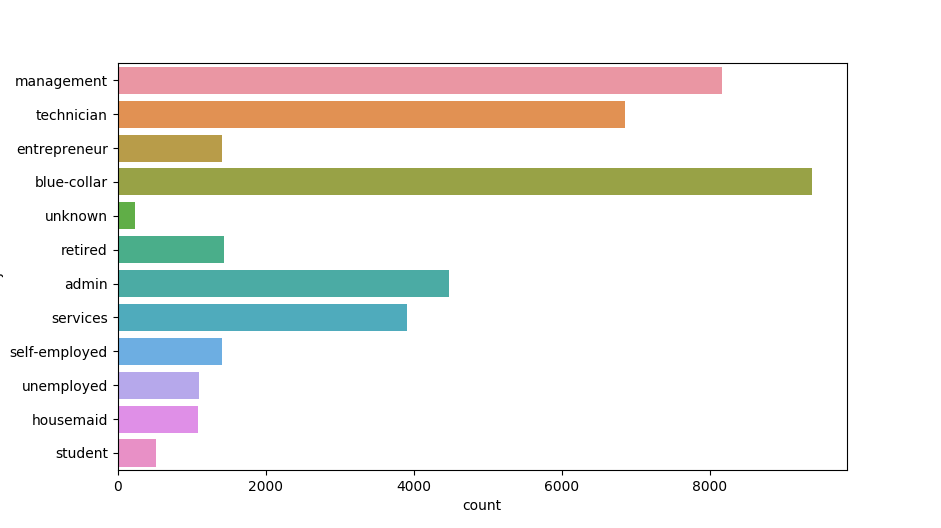 management
technician
entrepreneur
blue-collar
unknown
retired
admin
services
self-employed
unemployed
housemaid
student
0 2000 4000 6000 8000
count